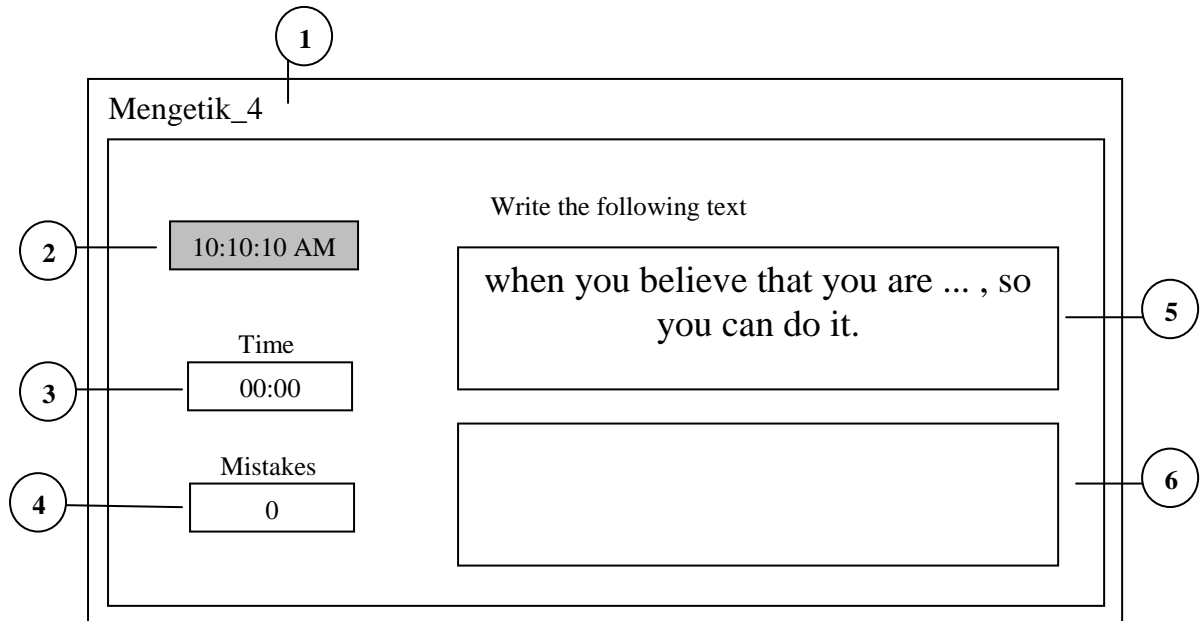 1
Mengetik_4
Write the following text
2
10:10:10 AM
when you believe that you are ... , so
you can do it.
5
Time
3
00:00
Mistakes
4
0
6